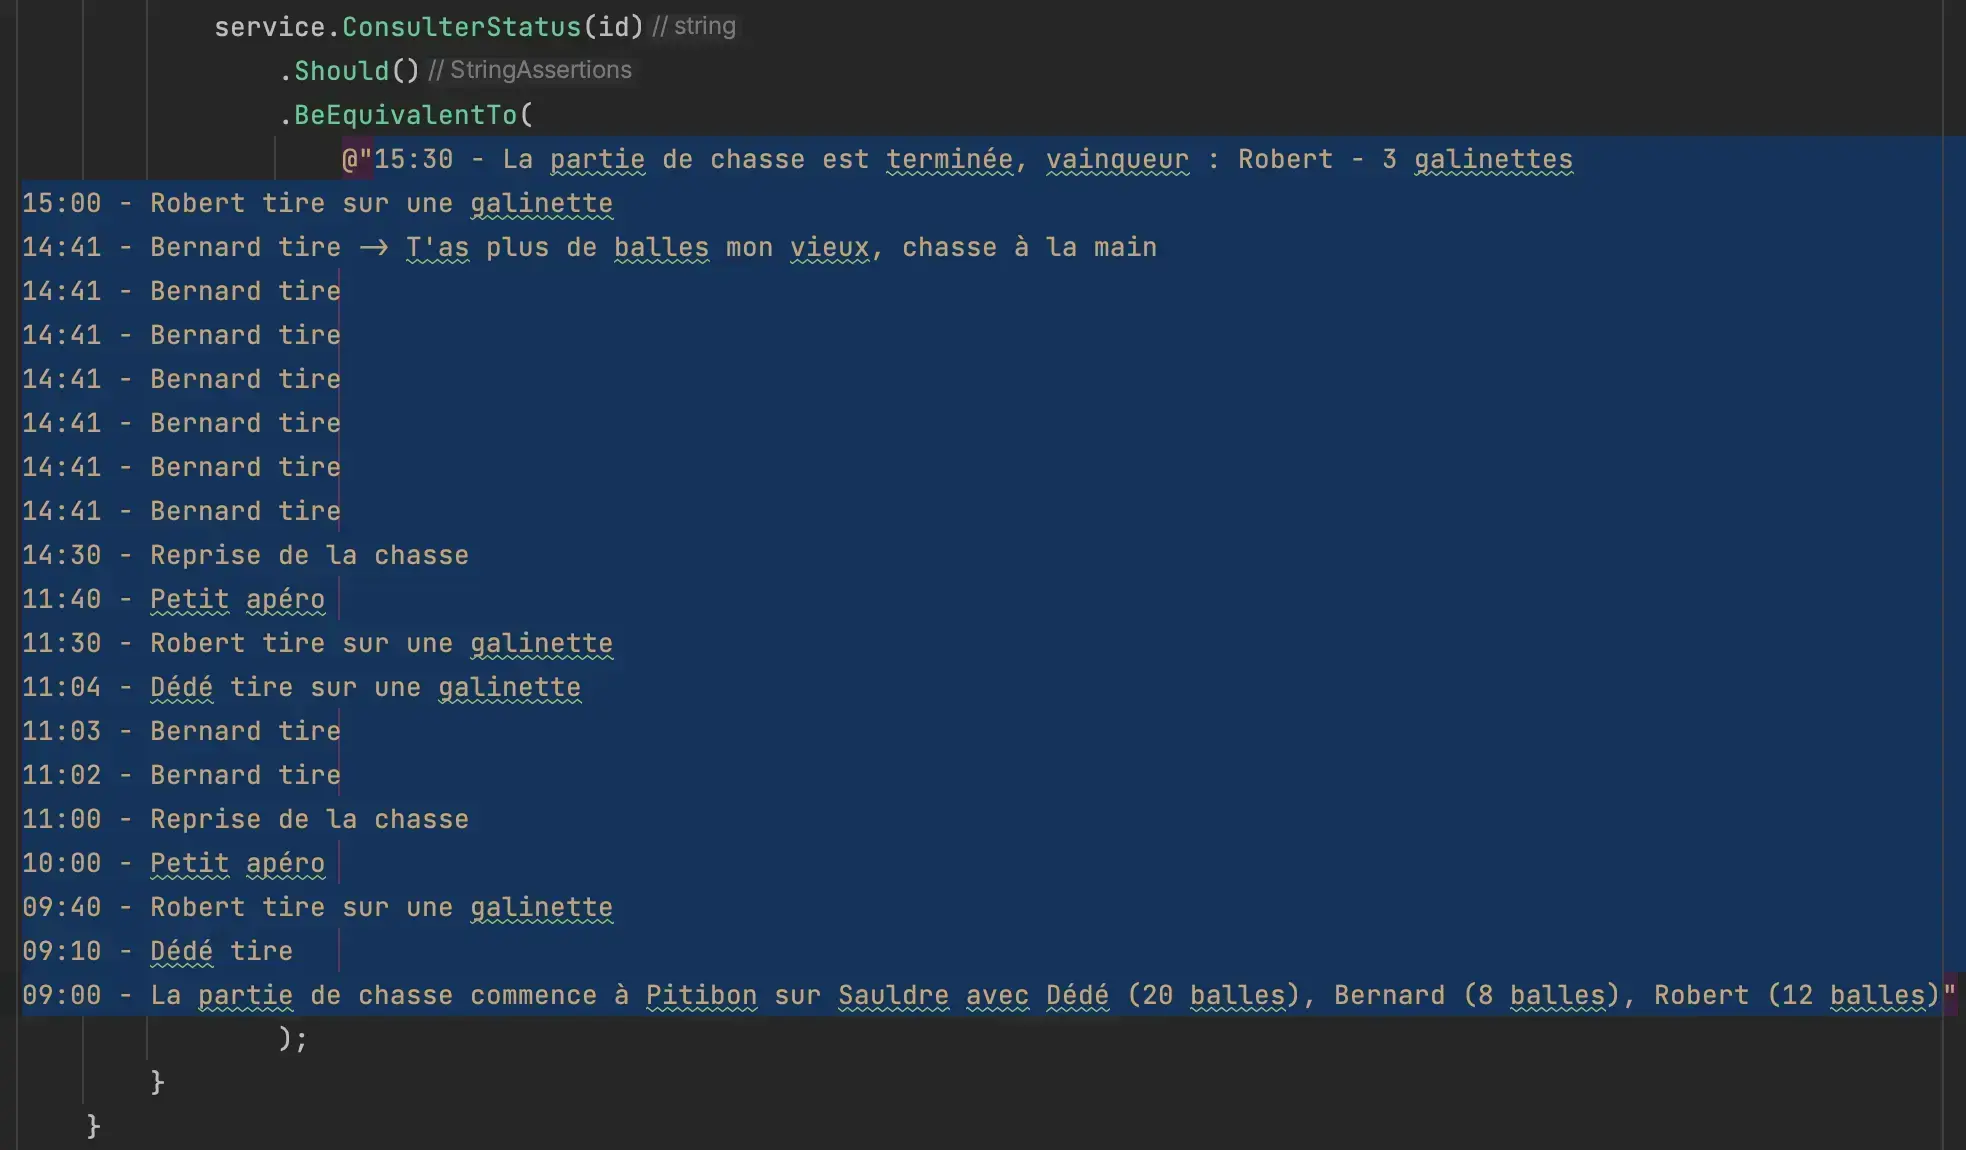 service.ConsulterStatus(id) // string
.Should() // StringAssertions
.BeEquivalentTo(
@"15:30 - La partie de chasse est terminée, vainqueur : Robert - 3 galinettes
15:00 - Robert tire sur une galinette
14:41 - Bernard tire -> T'as plus de balles mon vieux, chasse à la main
14:41 - Bernard tire
14:41 - Bernard tire
14:41 - Bernard tire
14:41 - Bernard tire
14:41 - Bernard tire
14:41 - Bernard tire
14:30 - Reprise de la chasse
11:40 - Petit apéro
11:30 - Robert tire sur une galinette
11:04 - Dédé tire sur une galinette
11:03 - Bernard tire
11:02 - Bernard tire
11:00 - Reprise de la chasse
10:00 - Petit apéro
09:40 - Robert tire sur une galinette
09:10 - Dédé tire
09:00 - La partie de chasse commence à Pitibon sur Sauldre avec Dédé (20 balles), Bernard (8 balles), Robert (12 balles)"
);
}
}